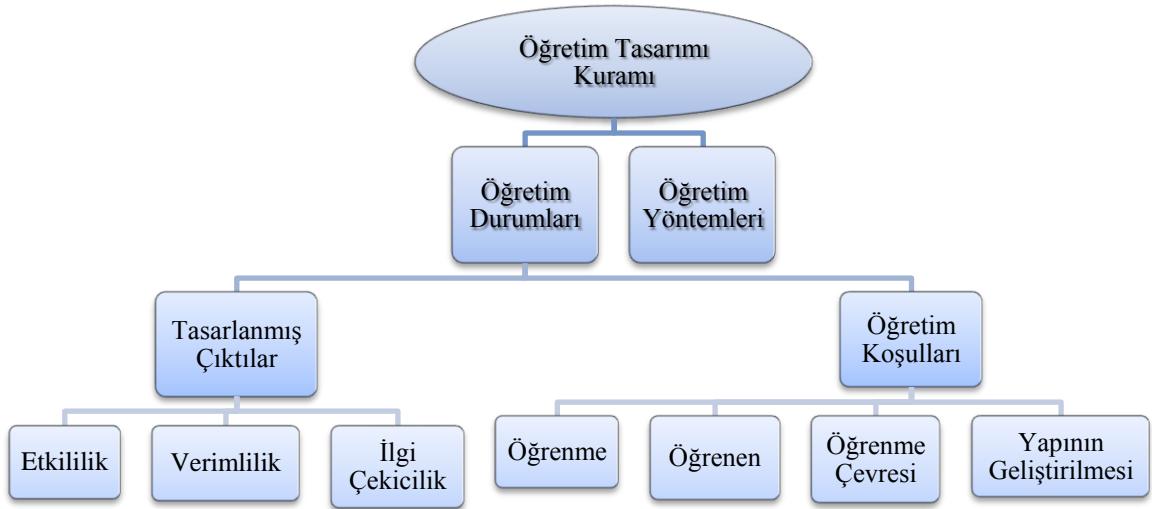 Öğretim Tasarımı
Kuramı
Öğretim
Durumları
Öğretim
Yöntemleri
Tasarlanmış
Çıktılar
Öğretim
Koşulları
Etkililik
Verimlilik
İlgi
Çekicilik
Öğrenme
Öğrenen
Öğrenme
Çevresi
Yapının
Geliştirilmesi